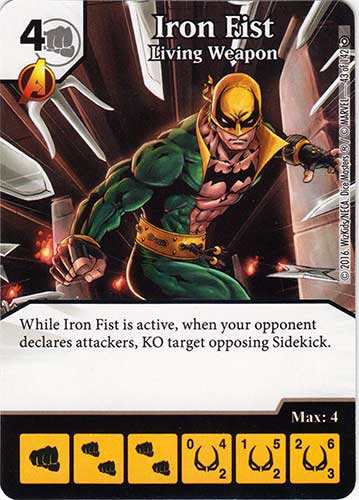 4
Iron Fist
Living Weapon
© 2016 WizKids/NECA. Dice Masters ® / © MARVEL — 43 of 142
While Iron Fist is active, when your opponent
declares attackers, KO target opposing Sidekick.
Max: 4
0 4 2
1 5 2
2 6 3